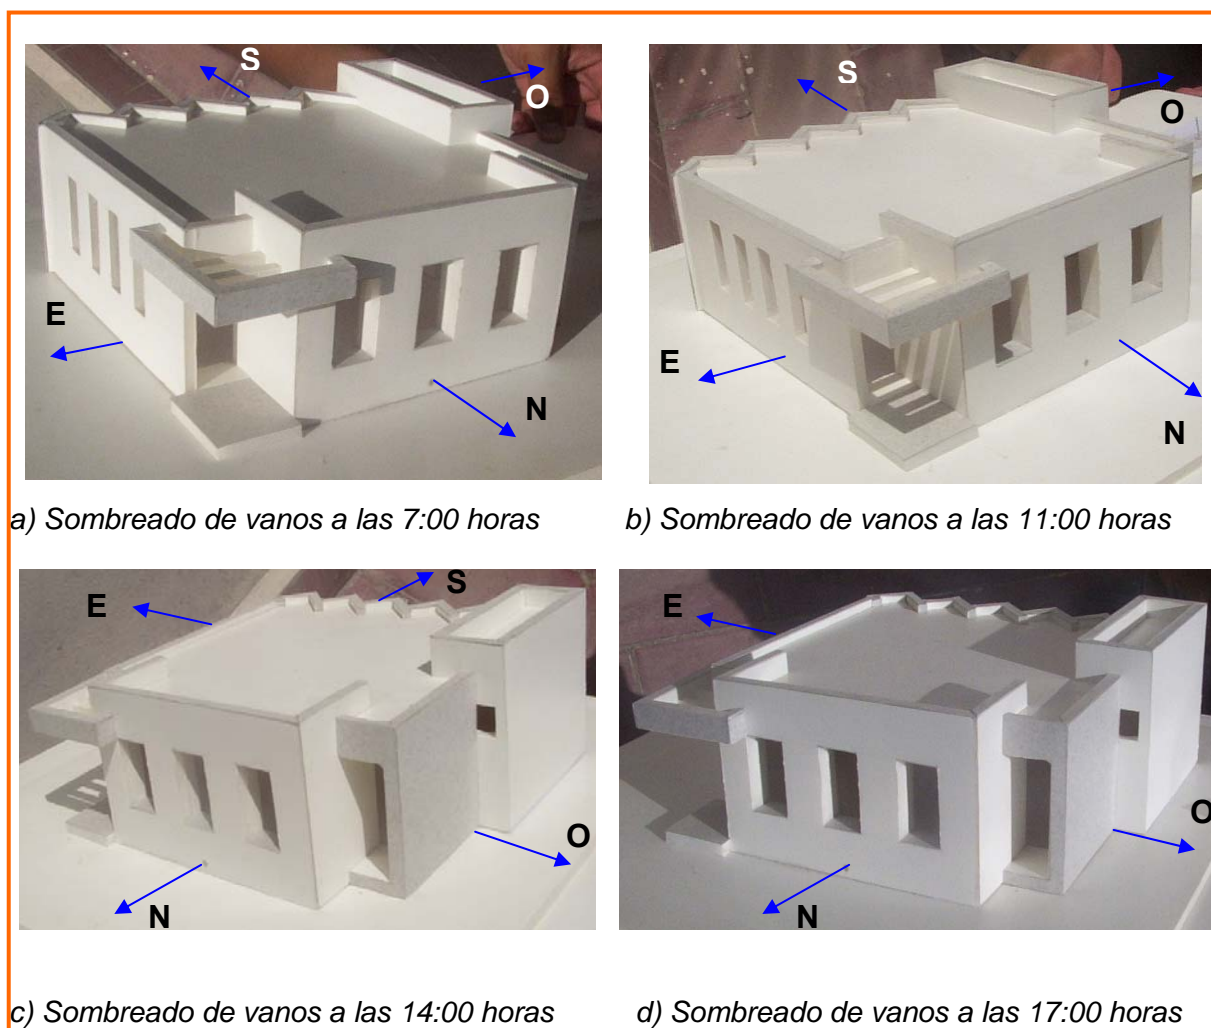 S
O
E
N
a) Sombreado de vanos a las 7:00 horas
S
O
E
N
b) Sombreado de vanos a las 11:00 horas
S
E
O
N
c) Sombreado de vanos a las 14:00 horas
E
O
N
d) Sombreado de vanos a las 17:00 horas